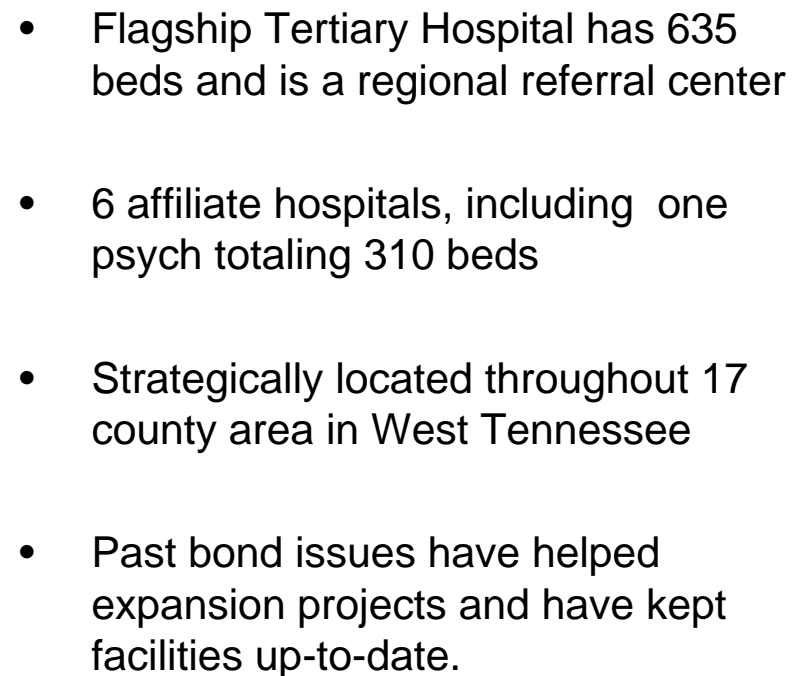 • Flagship Tertiary Hospital has 635
beds and is a regional referral center
• 6 affiliate hospitals, including  one
psych totaling 310 beds
• Strategically located throughout 17
county area in West Tennessee
• Past bond issues have helped
expansion projects and have kept
facilities up-to-date.